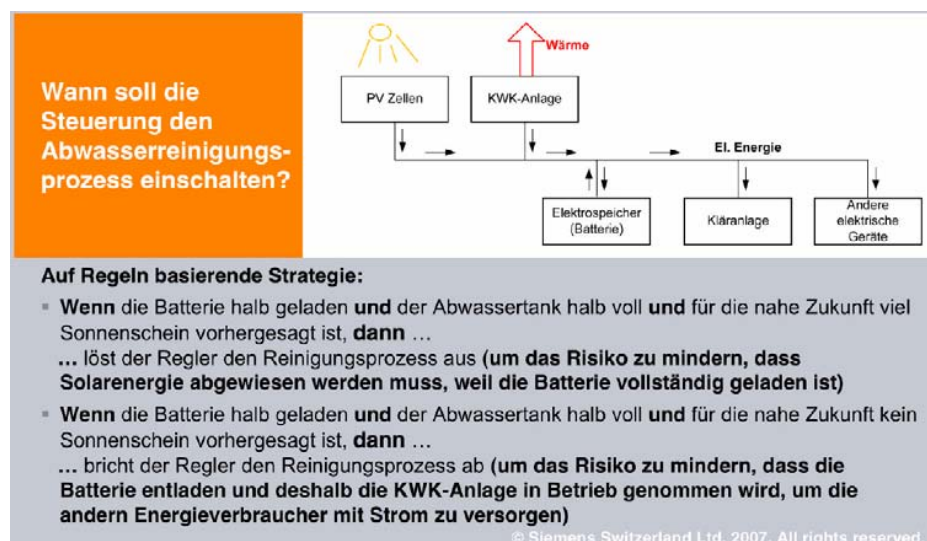 Wann soll die
Steuerung den
Abwasserreinigungs-
prozess einschalten?
Wärme
PV Zellen
KWK-Anlage
El. Energie
Elektrospeicher
(Batterie)
Kläranlage
Andere
elektrische
Geräte
Auf Regeln basierende Strategie:
Wenn die Batterie halb geladen und der Abwassertank halb voll und für die nahe Zukunft viel
Sonnenschein vorhergesagt ist, dann ...
... löst der Regler den Reinigungsprozess aus (um das Risiko zu mindern, dass
Solarenergie abgewiesen werden muss, weil die Batterie vollständig geladen ist)
Wenn die Batterie halb geladen und der Abwassertank halb voll und für die nahe Zukunft kein
Sonnenschein vorhergesagt ist, dann ...
... bricht der Regler den Reinigungsprozess ab (um das Risiko zu mindern, dass die
Batterie entladen und deshalb die KWK-Anlage in Betrieb genommen wird, um die
andern Energieverbraucher mit Strom zu versorgen)
© Siemens Switzerland Ltd. 2007. All rights reserved.